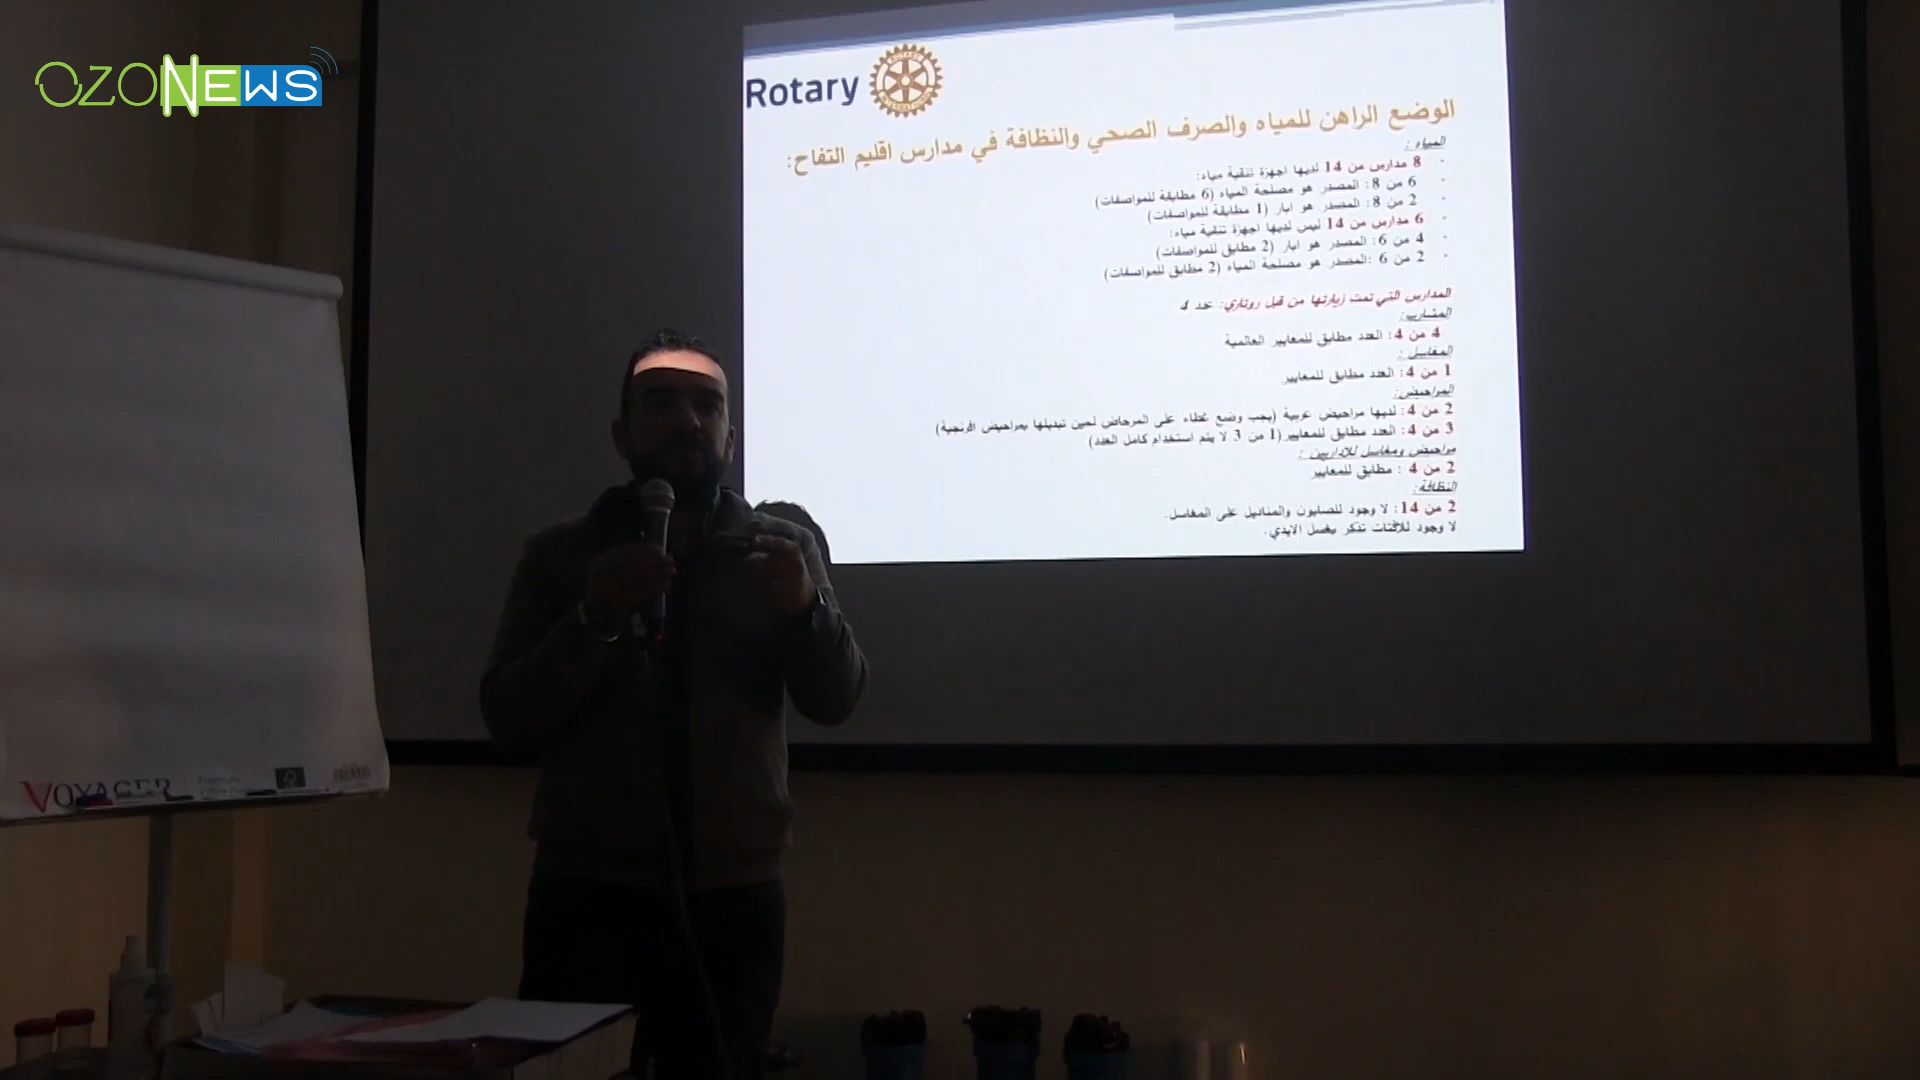 OZONEWS
Rotary
الوضع الراهن للمياه والصرف الصحي والنظافة في مدارس اقليم التفاح:
المياه:
8 مدارس من 14 لديها اجهزة تنقية مياه:
6 من 8: المصدر هو مصلحة المياه (6 مطابقة للمواصفات)
2 من 8: المصدر هو ابار (1 مطابقة للمواصفات)
6 مدارس من 14 ليس لديها اجهزة تنقية مياه:
4 من 6: المصدر هو ابار (2 مطابق للمواصفات)
2 من 6 :المصدر هو مصلحة المياه (2 مطابق للمواصفات)
المدارس التي تمت زيارتها من قبل روتاري: عدد 4
المشارب:
4 من 4: العدد مطابق للمعايير العالمية
المغاسل:
1 من 4: العدد مطابق للمعايير
المراحيض:
2 من 4: لديها مراحيض عربية (يجب وضع غطاء على المرحاض لحين تبديلها بمراحيض افرنجية)
3 من 4: العدد مطابق للمعايير(1 من 3 لا يتم استخدام كامل العدد)
مراحيض ومغاسل للاداريين :
2 من 4 : مطابق للمعايير
النظافة:
2 من 14: لا وجود للصابون والمناديل على المغاسل.
لا وجود للافتات تذكر بغسل الايدي.
VOYAGER